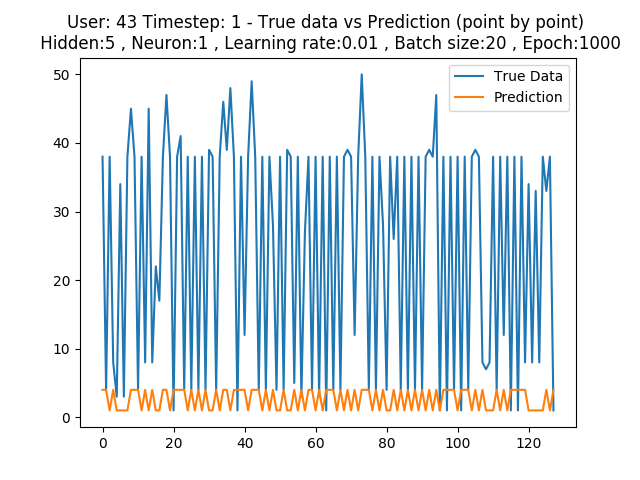 User: 43 Timestep: 1 - True data vs Prediction (point by point)
Hidden:5 , Neuron:1 , Learning rate:0.01 , Batch size:20 , Epoch:1000
True Data
Prediction
50
40
30
20
10
0
0 20 40 60 80 100 120